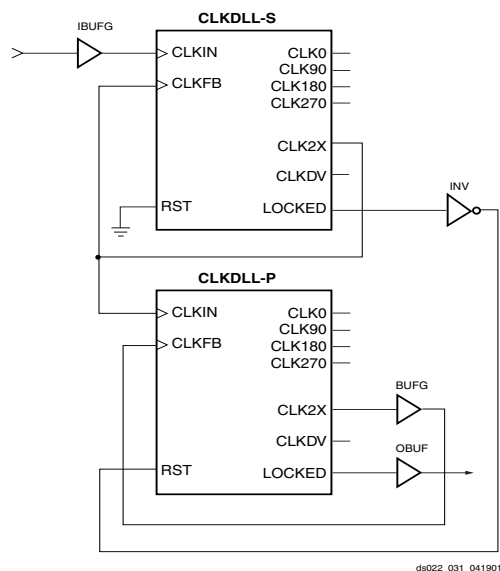 IBUFG
CLKDLL-S
CLKIN
CLKFB
RST
CLK0
CLK90
CLK180
CLK270
CLK2X
CLKDV
LOCKED
INV
CLKDLL-P
CLKIN
CLKFB
RST
CLK0
CLK90
CLK180
CLK270
CLK2X
CLKDV
LOCKED
BUFG
OBUF
ds022_031_041901